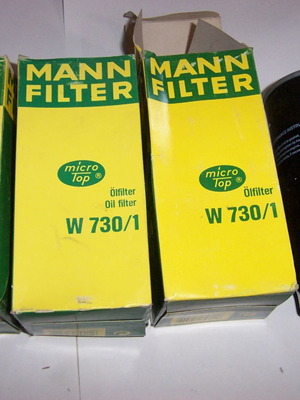 MANN
FILTER
micro
Top ®
Ölfilter
Oil filter
W 730/1
MANN
FILTER
micro
Top ®
Ölfilter
W 730/1